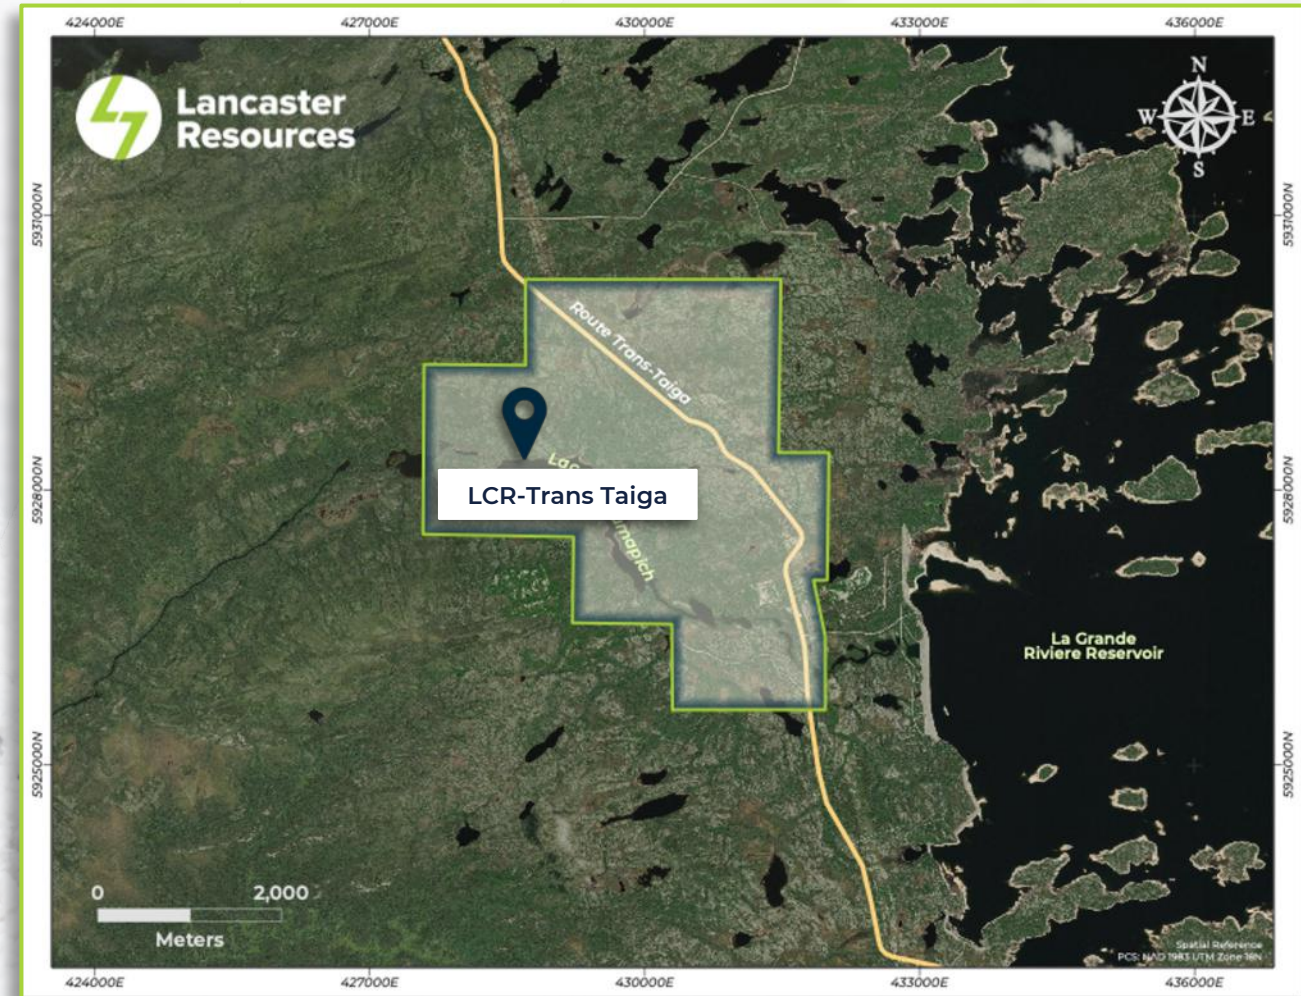 424000E
427000E
430000E
433000E
436000E
Lancaster
Resources
N
W
E
S
5931000N
5931000N
Route Trans-Taiga
Lac
LCR-Trans Taiga
5928000N
5928000N
La Grande
Riviere Reservoir
5925000N
5925000N
0
2,000
Meters
Spatial Reference
PCS: NAD 1983 UTM Zone 18N
424000E
427000E
430000E
433000E
436000E